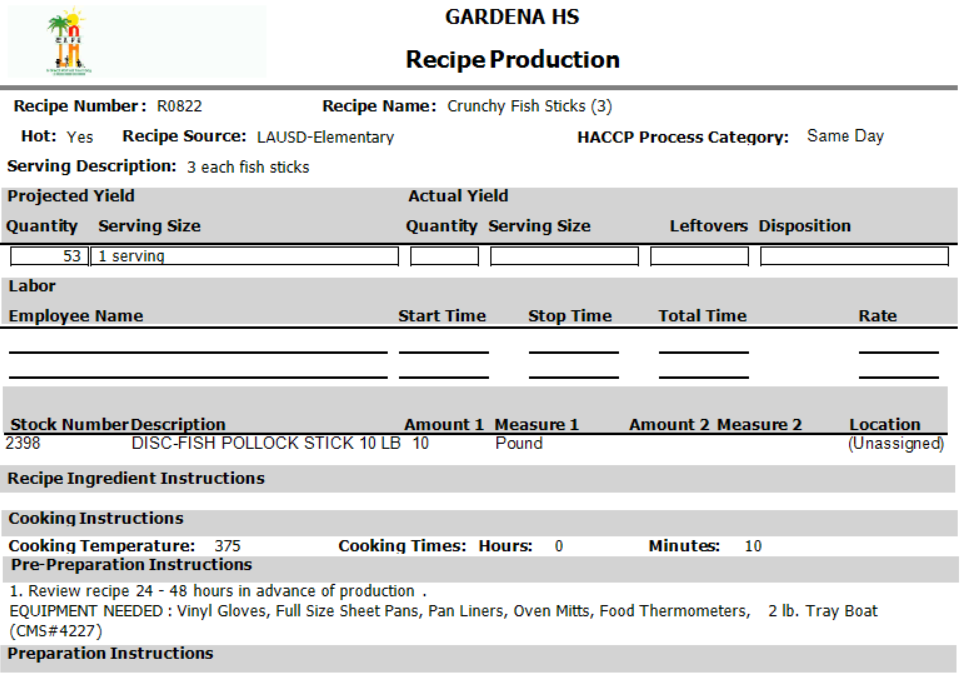 GARDENA HS
Recipe Production
Recipe Number: R0822 Recipe Name: Crunchy Fish Sticks (3)
Hot: Yes Recipe Source: LAUSD-Elementary HACCP Process Category: Same Day
Serving Description: 3 each fish sticks
Projected Yield Actual Yield
Quantity Serving Size Quantity Serving Size Leftovers Disposition
53 1 serving
Labor
Employee Name Start Time Stop Time Total Time Rate
Stock Number Description Amount 1 Measure 1 Amount 2 Measure 2 Location
2398 DISC-FISH POLLOCK STICK 10 LB 10 Pound (Unassigned)
Recipe Ingredient Instructions
Cooking Instructions
Cooking Temperature: 375 Cooking Times: Hours: 0 Minutes: 10
Pre-Preparation Instructions
1. Review recipe 24 - 48 hours in advance of production .
EQUIPMENT NEEDED : Vinyl Gloves, Full Size Sheet Pans, Pan Liners, Oven Mitts, Food Thermometers, 2 lb. Tray Boat
(CMS#4227)
Preparation Instructions